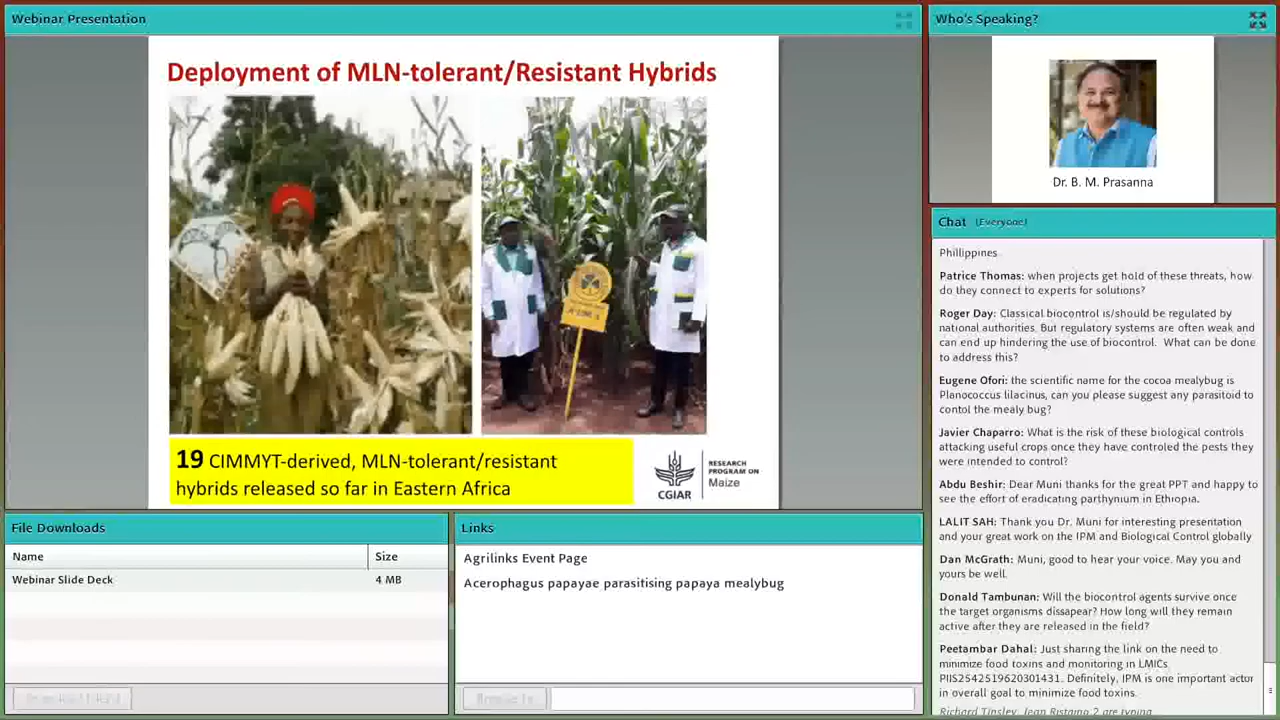 Webinar Presentation
Deployment of MLN-tolerant/Resistant Hybrids
19 CIMMYT-derived, MLN-tolerant/resistant
hybrids released so far in Eastern Africa
CGIAR
RESEARCH
PROGRAM ON
Maize
Who's Speaking?
Dr. B. M. Prasanna
Chat (Everyone)
Phillippines
Patrice Thomas: when projects get hold of these threats, how
do they connect to experts for solutions?
Roger Day: Classical biocontrol is/should be regulated by
national authorities. But regulatory systems are often weak and
can end up hindering the use of biocontrol. What can be done
to address this?
Eugene Ofori: the scientific name for the cocoa mealybug is
Planococcus lilacinus, can you please suggest any parasitoid to
contol the mealy bug?
Javier Chaparro: What is the risk of these biological controls
attacking useful crops once they have controled the pests they
were intended to control?
Abdu Beshir: Dear Muni thanks for the great PPT and happy to
see the effort of eradicating parthynium in Ethiopia.
LALIT SAH: Thank you Dr. Muni for interesting presentation
and your great work on the IPM and Biological Control globally
Dan McGrath: Muni, good to hear your voice. May you and
yours be well.
Donald Tambunan: Will the biocontrol agents survive once
the target organisms dissapear? How long will they remain
active after they are released in the field?
Peetambar Dahal: Just sharing the link on the need to
minimize food toxins and monitoring in LMICs
PIIS2542519620301431. Definitely, IPM is one important actor
in overall goal to minimize food toxins.
Richard Tinsley, Jean Ristaino 2 are typing
File Downloads
Name Size
Webinar Slide Deck 4 MB
Links
Agrilinks Event Page
Acerophagus papayae parasitising papaya mealybug
Browse To